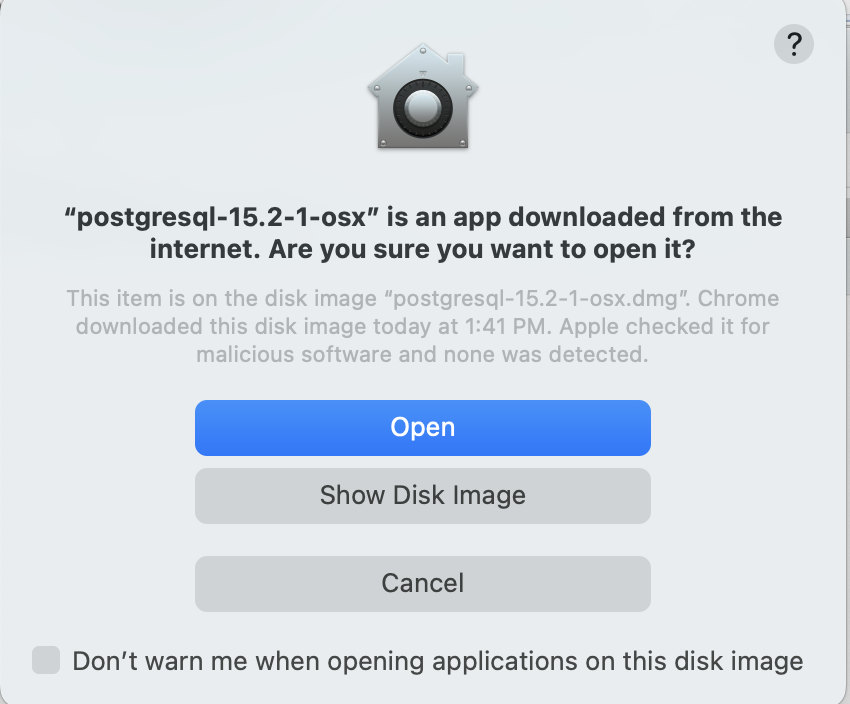 ?
“postgresql-15.2-1-osx” is an app downloaded from the
internet. Are you sure you want to open it?
This item is on the disk image “postgresql-15.2-1-osx.dmg”. Chrome
downloaded this disk image today at 1:41 PM. Apple checked it for
malicious software and none was detected.
Open
Show Disk Image
Cancel
Don’t warn me when opening applications on this disk image